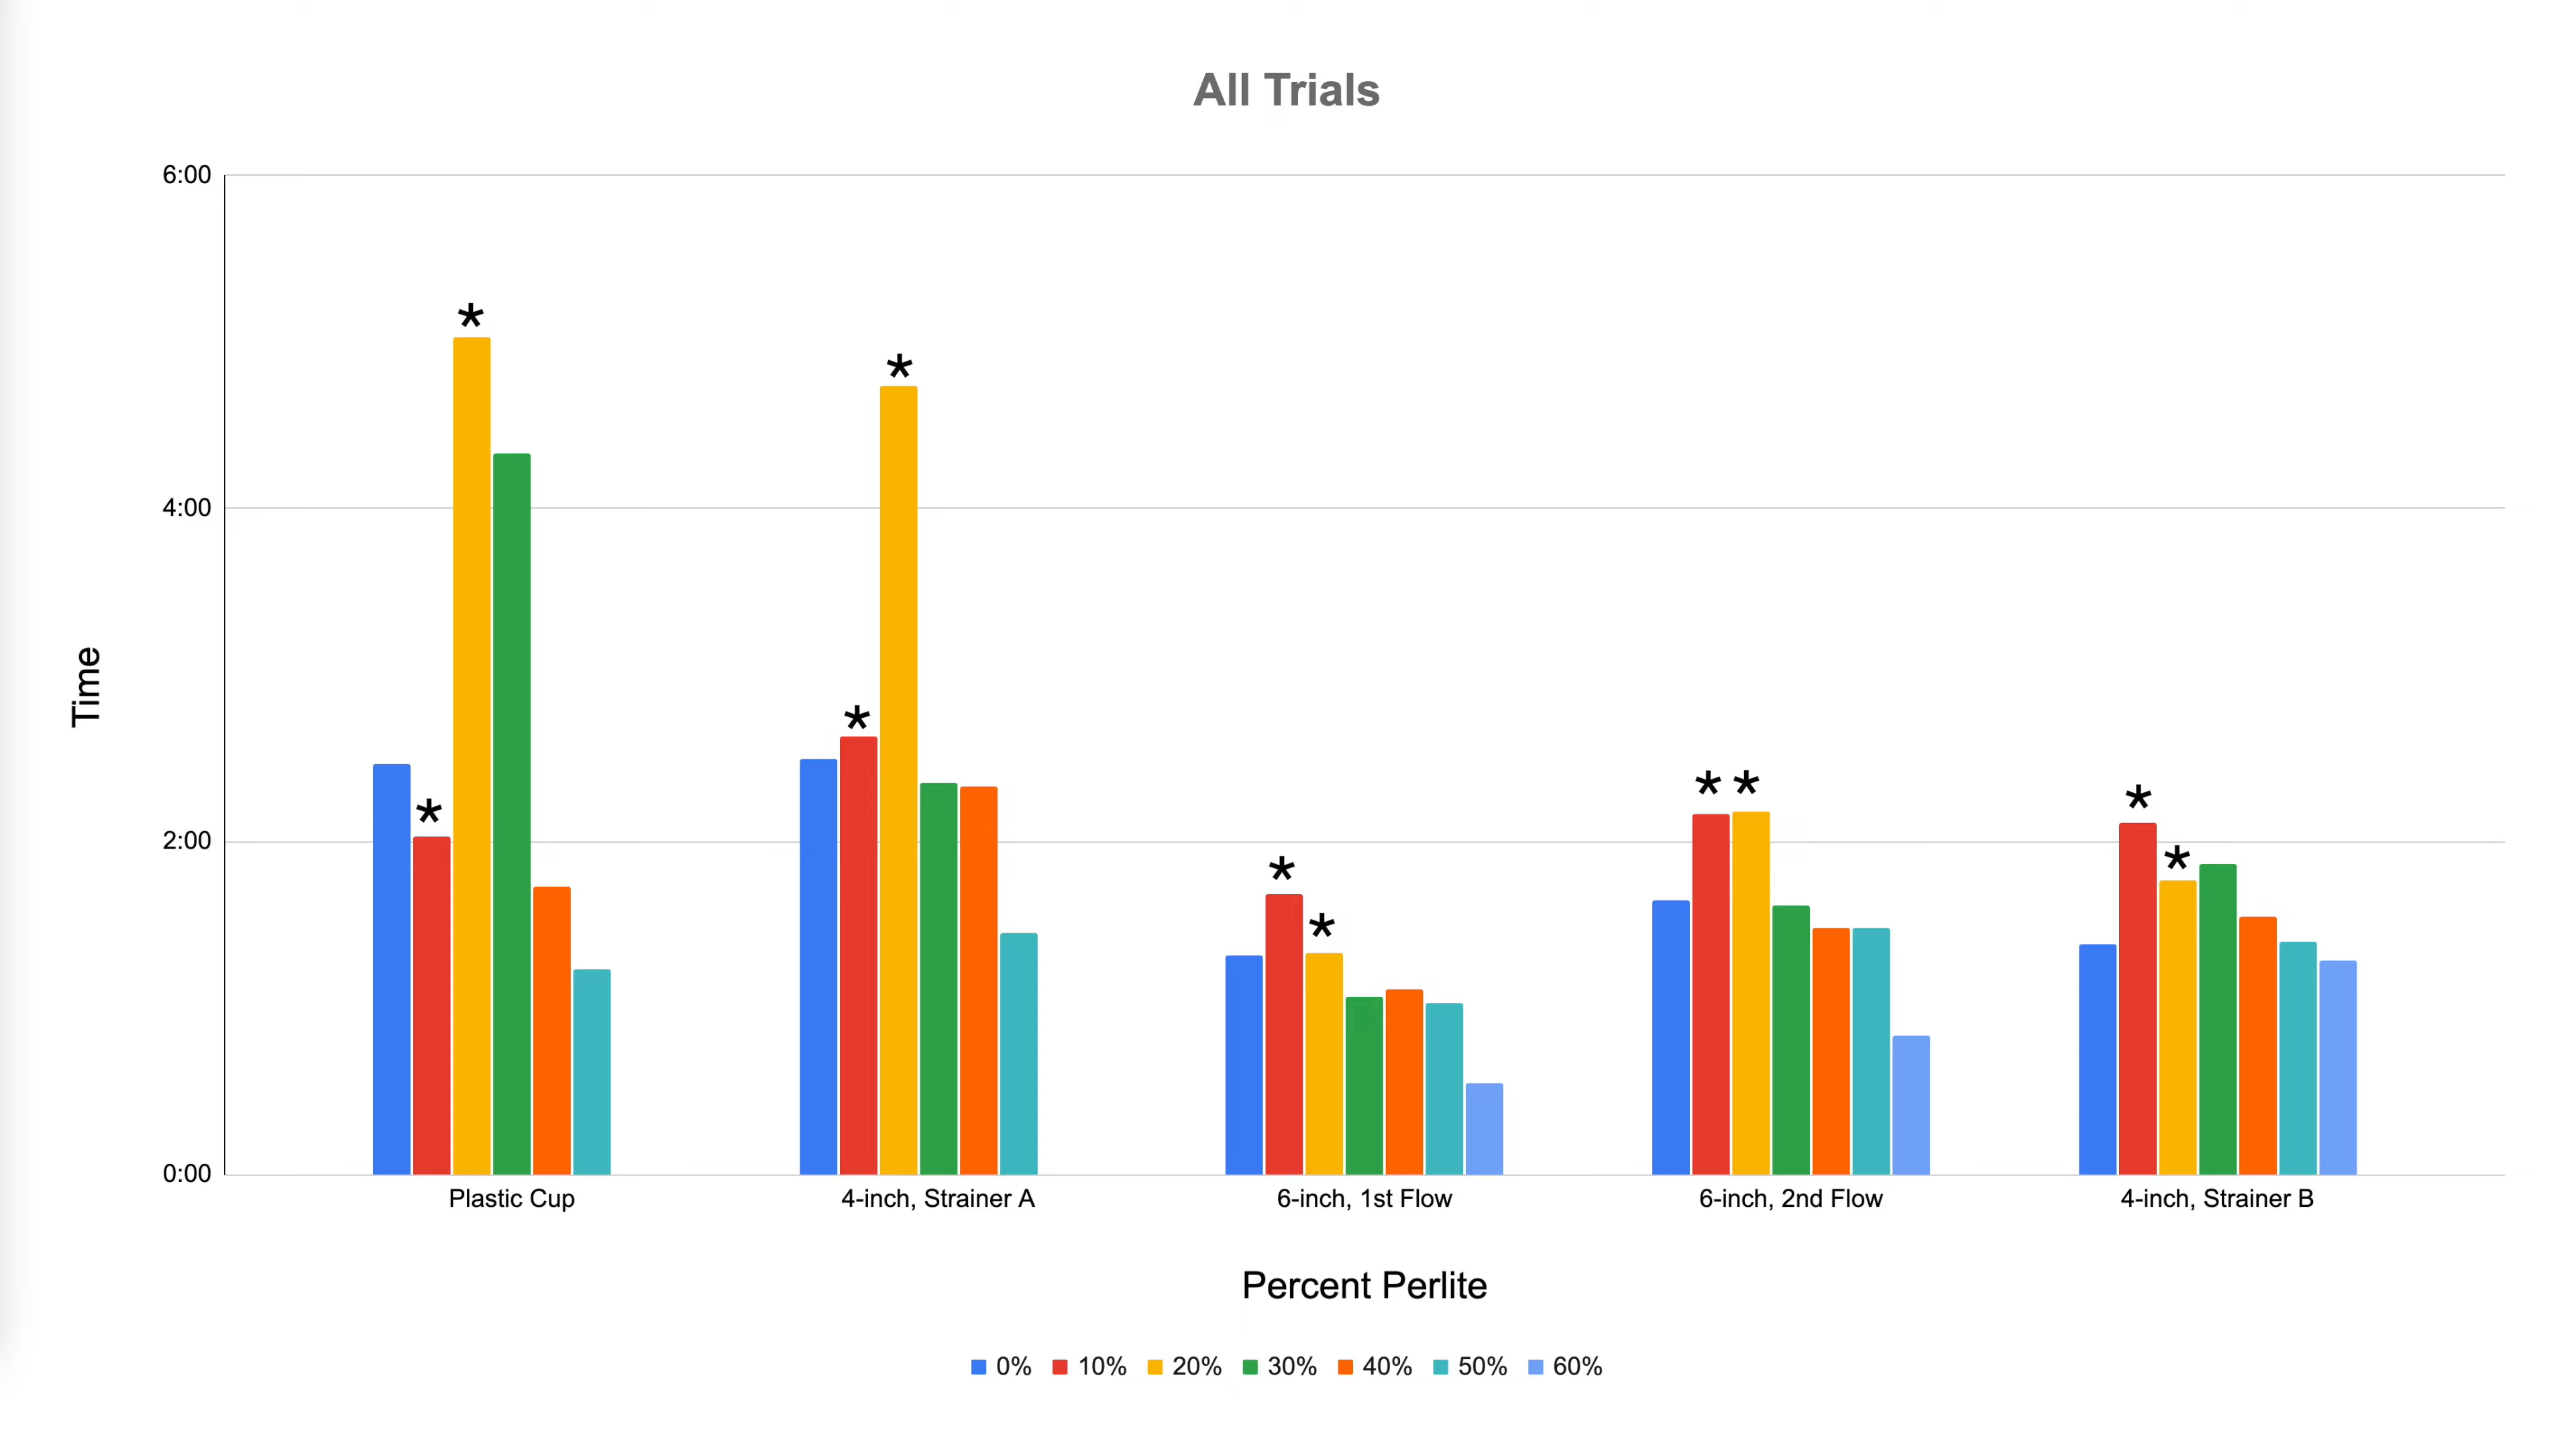 All Trials
6:00
4:00
2:00
0:00
Time
*
*
*
*
*
*
* *
*
*
Plastic Cup
4-inch, Strainer A
6-inch, 1st Flow
6-inch, 2nd Flow
4-inch, Strainer B
Percent Perlite
0% 10% 20% 30% 40% 50% 60%